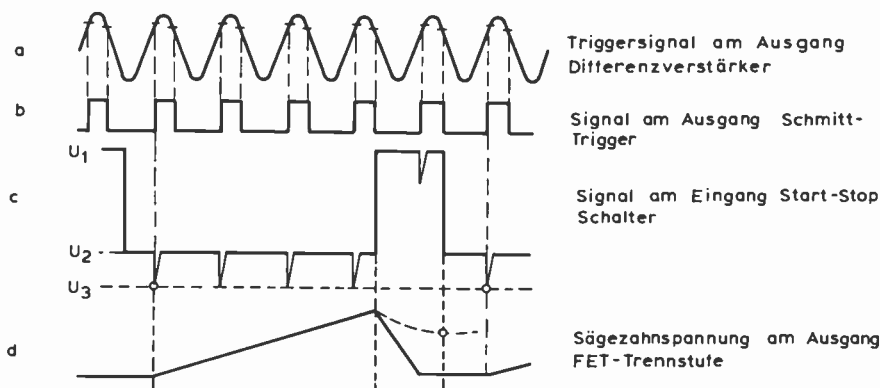 a
Triggersignal am Ausgang
Differenzverstärker
b
Signal am Ausgang Schmitt-
Trigger
U1
c
Signal am Eingang Start-Stop
Schalter
U2
U3
d
Sägezahnspannung am Ausgang
FET-Trennstufe